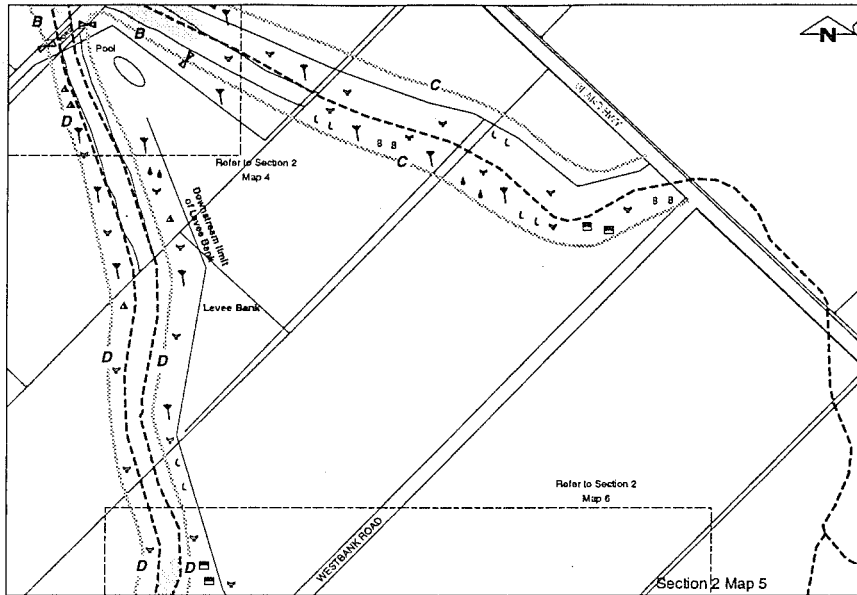 B
N
B
Pool
C
D
C
Refer to Section 2
Map 4
Downstream limit
of Levee Bank
Levee Bank
D
D
Refer to Section 2
Map 6
WESTBANK ROAD
D
D
Section 2 Map 5